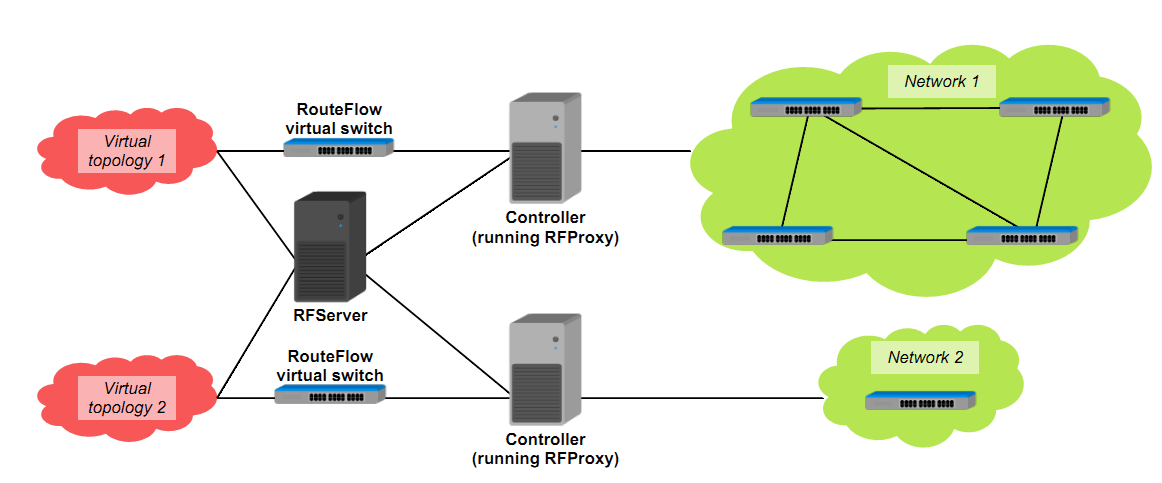 Network 1
RouteFlow
virtual switch
Virtual
topology 1
Controller
(running RFProxy)
RFServer
RouteFlow
virtual switch
Network 2
Virtual
topology 2
Controller
(running RFProxy)